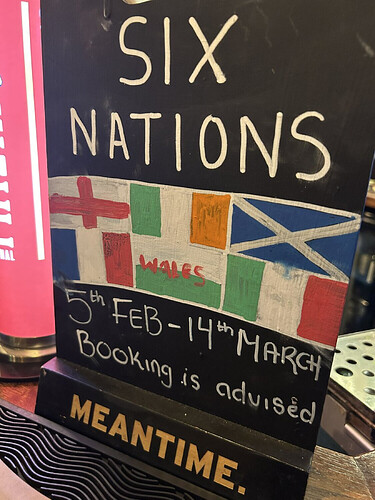 SIX
NATIONS
WALES
5th FEB - 14th MARCH
Booking is advised
MEANTIME.